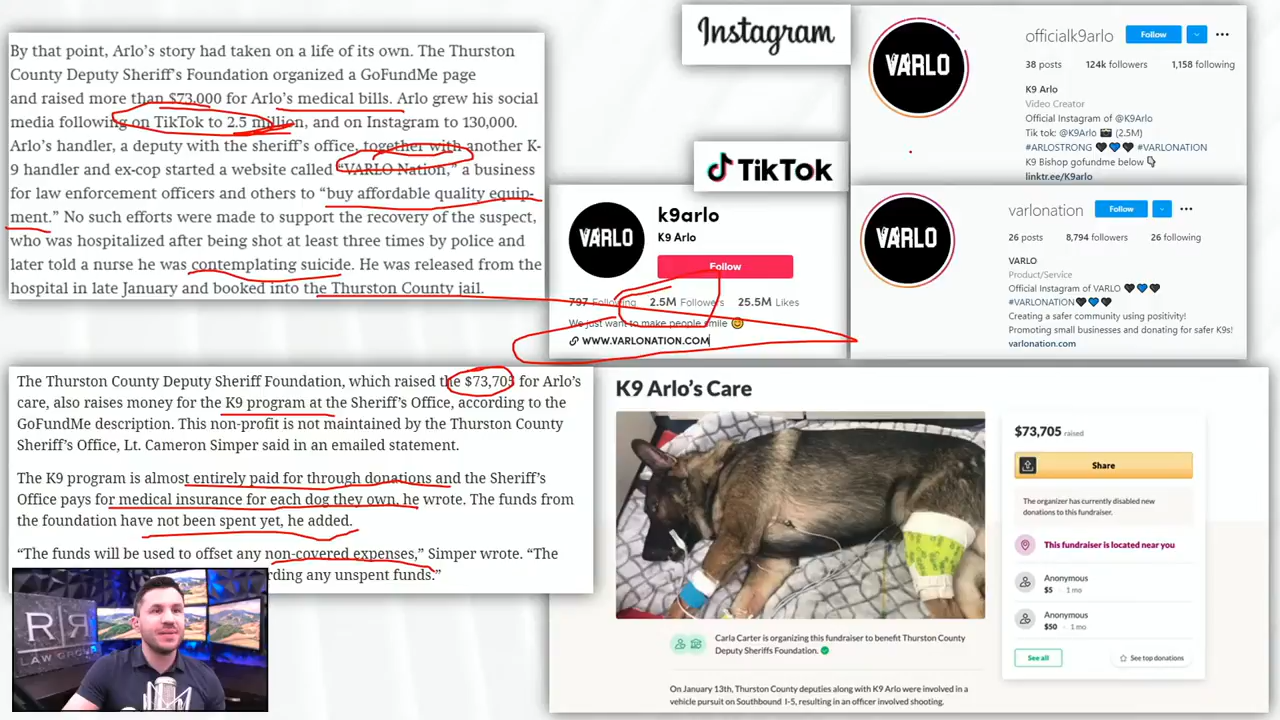 By that point, Arlo's story had taken on a life of its own. The Thurston
County Deputy Sheriff's Foundation organized a GoFundMe page
and raised more than $73,000 for Arlo's medical bills. Arlo grew his social
media following on TikTok to 2.5 million, and on Instagram to 130,000.
Arlo's handler, a deputy with the sheriff's office, together with another K-
9 handler and ex-cop started a website called "VARLO Nation," a business
for law enforcement officers and others to "buy affordable quality equip-
ment." No such efforts were made to support the recovery of the suspect,
who was hospitalized after being shot at least three times by police and
later told a nurse he was contemplating suicide. He was released from the
hospital in late January and booked into the Thurston County jail.
Instagram
VARLO
officialk9arlo
Follow
38 posts 124k followers 1,158 following
K9 Arlo
Video Creator
Official Instagram of @K9Arlo
Tik tok: @K9Arlo (2.5M)
#ARLOSTRONG #VARLONATION
K9 Bishop gofundme below
linktr.ee/K9arlo
TikTok
VARLO
k9arlo
K9 Arlo
Follow
797 Following 2.5M Followers 25.5M Likes
We just want to make people smile
WWW.VARLONATION.COM
VARLO
varlonation
Follow
26 posts 8,794 followers 26 following
VARLO
Product/Service
Official Instagram of VARLO
#VARLONATION
Creating a safer community using positivity!
Promoting small businesses and donating for safer K9s!
varlonation.com
The Thurston County Deputy Sheriff Foundation, which raised the $73,705 for Arlo's
care, also raises money for the K9 program at the Sheriff's Office, according to the
GoFundMe description. This non-profit is not maintained by the Thurston County
Sheriff's Office, Lt. Cameron Simper said in an emailed statement.
The K9 program is almost entirely paid for through donations and the Sheriff's
Office pays for medical insurance for each dog they own, he wrote. The funds from
the foundation have not been spent yet, he added.
"The funds will be used to offset any non-covered expenses," Simper wrote. "The
rding any unspent funds."
R R
LAW GROUP
K9 Arlo's Care
$73,705 raised
Share
The organizer has currently disabled new
donations to this fundraiser.
This fundraiser is located near you
Anonymous
$5 · 1 mo
Anonymous
$50 · 1 mo
See all
See top donations
Carla Carter is organizing this fundraiser to benefit Thurston County
Deputy Sheriffs Foundation.
On January 13th, Thurston County deputies along with K9 Arlo were involved in a
vehicle pursuit on Southbound I-5, resulting in an officer involved shooting.